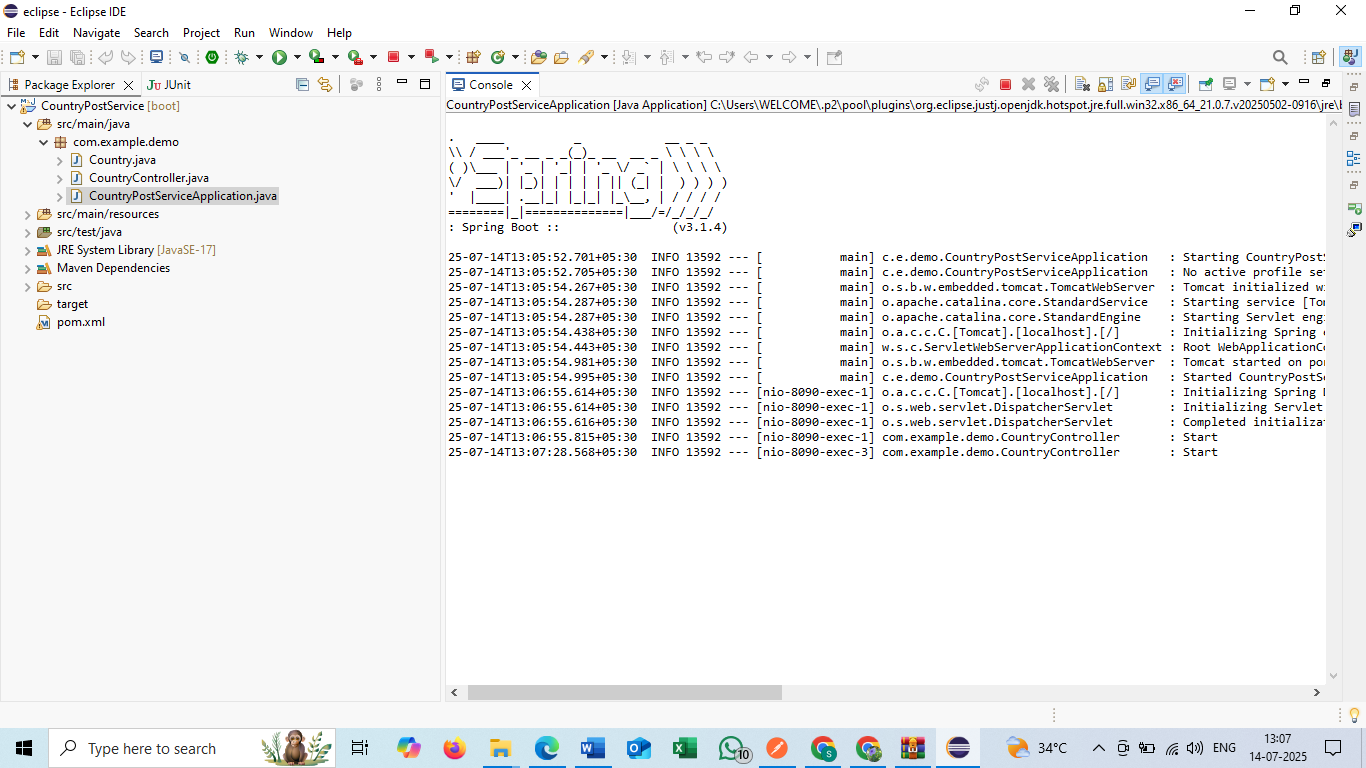 eclipse - Eclipse IDE
File Edit Navigate Search Project Run Window Help
Package Explorer
JUnit
CountryPostService [boot]
src/main/java
com.example.demo
Country.java
CountryController.java
CountryPostServiceApplication.java
src/main/resources
src/test/java
JRE System Library [JavaSE-17]
Maven Dependencies
src
target
pom.xml
Console
CountryPostServiceApplication [Java Application] C:\Users\WELCOME\.p2\pool\plugins\org.eclipse.justj.openjdk.hotspot.jre.full.win32.x86_64_21.0.7.v20250502-0916\jre\b
: Spring Boot :: (v3.1.4)
25-07-14T13:05:52.701+05:30 INFO 13592 --- [ main] c.e.demo.CountryPostServiceApplication : Starting CountryPostS
25-07-14T13:05:52.705+05:30 INFO 13592 --- [ main] c.e.demo.CountryPostServiceApplication : No active profile se
25-07-14T13:05:54.267+05:30 INFO 13592 --- [ main] o.s.b.w.embedded.tomcat.TomcatWebServer : Tomcat initialized w
25-07-14T13:05:54.287+05:30 INFO 13592 --- [ main] o.apache.catalina.core.StandardService : Starting service [To
25-07-14T13:05:54.287+05:30 INFO 13592 --- [ main] o.apache.catalina.core.StandardEngine : Starting Servlet eng
25-07-14T13:05:54.438+05:30 INFO 13592 --- [ main] o.a.c.c.C.[Tomcat].[localhost].[/] : Initializing Spring
25-07-14T13:05:54.443+05:30 INFO 13592 --- [ main] w.s.c.ServletWebServerApplicationContext : Root WebApplicationC
25-07-14T13:05:54.981+05:30 INFO 13592 --- [ main] o.s.b.w.embedded.tomcat.TomcatWebServer : Tomcat started on po
25-07-14T13:05:54.995+05:30 INFO 13592 --- [ main] c.e.demo.CountryPostServiceApplication : Started CountryPostS
25-07-14T13:06:55.614+05:30 INFO 13592 --- [nio-8090-exec-1] o.a.c.c.C.[Tomcat].[localhost].[/] : Initializing Spring
25-07-14T13:06:55.614+05:30 INFO 13592 --- [nio-8090-exec-1] o.s.web.servlet.DispatcherServlet : Initializing Servlet
25-07-14T13:06:55.616+05:30 INFO 13592 --- [nio-8090-exec-1] o.s.web.servlet.DispatcherServlet : Completed initializa
25-07-14T13:06:55.815+05:30 INFO 13592 --- [nio-8090-exec-1] com.example.demo.CountryController : Start
25-07-14T13:07:28.568+05:30 INFO 13592 --- [nio-8090-exec-3] com.example.demo.CountryController : Start
Type here to search
10
34°C
ENG
13:07
14-07-2025